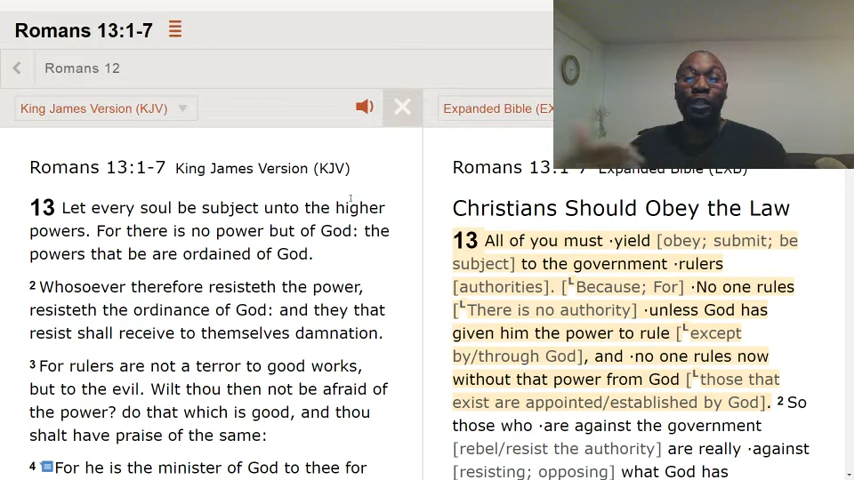 Romans 13:1-7
Romans 12
King James Version (KJV)
Expanded Bible (EX
Romans 13:1-7 King James Version (KJV)
13 Let every soul be subject unto the higher
powers. For there is no power but of God: the
powers that be are ordained of God.
2 Whosoever therefore resisteth the power,
resisteth the ordinance of God: and they that
resist shall receive to themselves damnation.
3 For rulers are not a terror to good works,
but to the evil. Wilt thou then not be afraid of
the power? do that which is good, and thou
shalt have praise of the same:
4 For he is the minister of God to thee for
Romans 13:1-7 Expanded Bible (EXB)
Christians Should Obey the Law
13 All of you must ·yield [obey; submit; be
subject] to the government ·rulers
[authorities]. [ᴸBecause; For] ·No one rules
[ᴸThere is no authority] ·unless God has
given him the power to rule [ᴸexcept
by/through God], and ·no one rules now
without that power from God [ᴸthose that
exist are appointed/established by God]. 2 So
those who ·are against the government
[rebel/resist the authority] are really ·against
[resisting; opposing] what God has